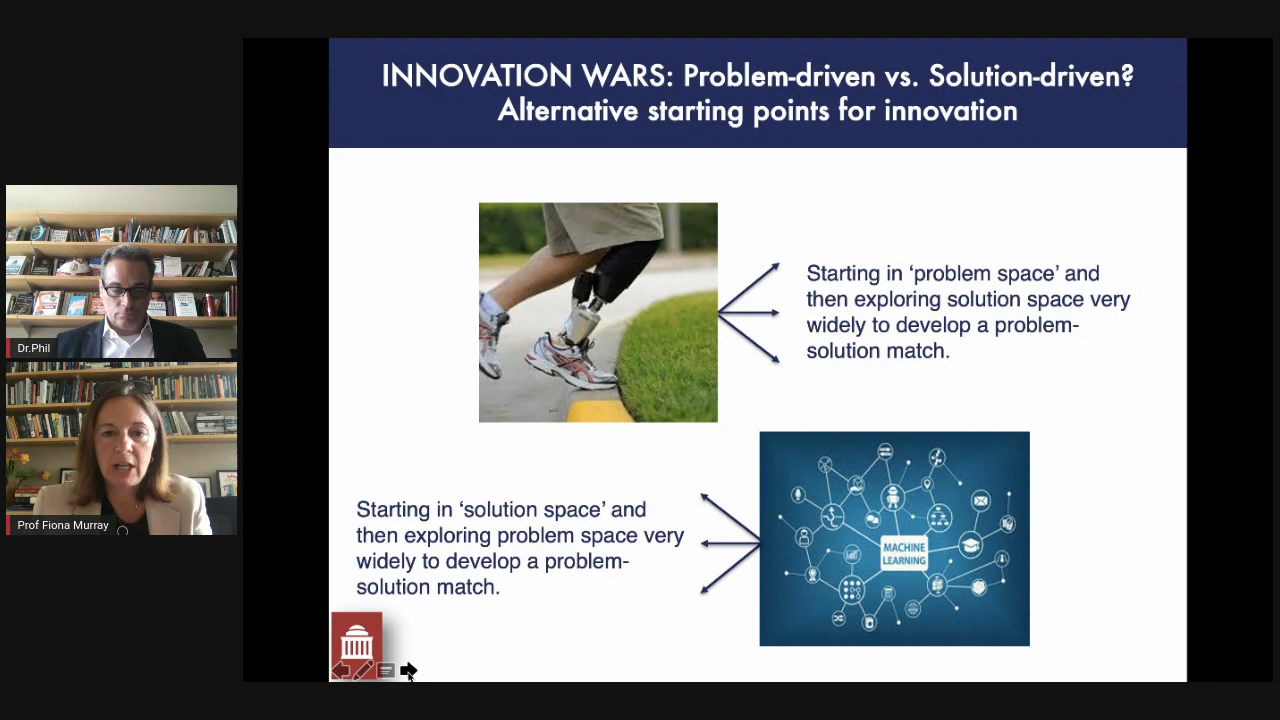 INNOVATION WARS: Problem-driven vs. Solution-driven?
Alternative starting points for innovation
Dr.Phil
Prof Fiona Murray
Starting in ‘problem space’ and
then exploring solution space very
widely to develop a problem-
solution match.
Starting in ‘solution space’ and
then exploring problem space very
widely to develop a problem-
solution match.
MACHINE
LEARNING